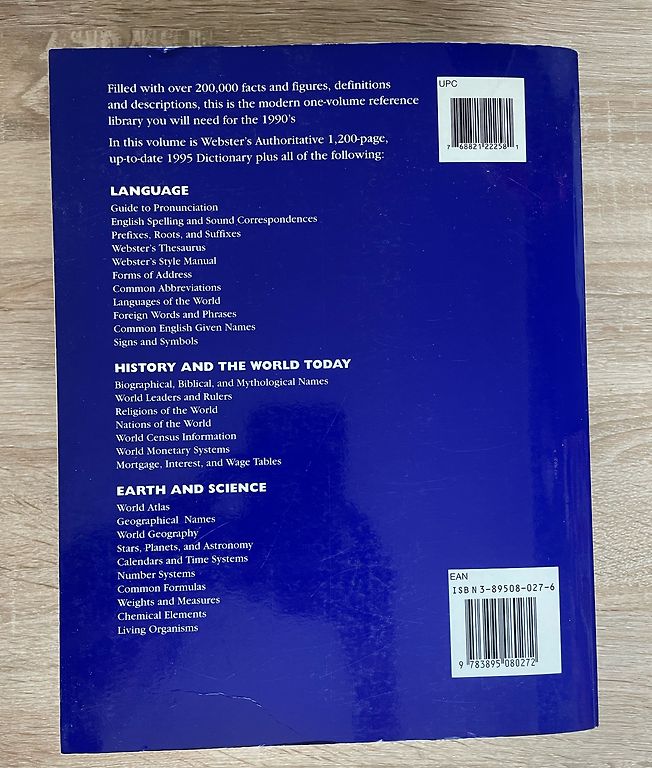 Filled with over 200,000 facts and figures, definitions
and descriptions, this is the modern one-volume reference
library you will need for the 1990's
In this volume is Webster's Authoritative 1,200-page,
up-to-date 1995 Dictionary plus all of the following:
UPC
7 68821 22258 1
LANGUAGE
Guide to Pronunciation
English Spelling and Sound Correspondences
Prefixes, Roots, and Suffixes
Webster's Thesaurus
Webster's Style Manual
Forms of Address
Common Abbreviations
Languages of the World
Foreign Words and Phrases
Common English Given Names
Signs and Symbols
HISTORY AND THE WORLD TODAY
Biographical, Biblical, and Mythological Names
World Leaders and Rulers
Religions of the World
Nations of the World
World Census Information
World Monetary Systems
Mortgage, Interest, and Wage Tables
EARTH AND SCIENCE
World Atlas
Geographical Names
World Geography
Stars, Planets, and Astronomy
Calendars and Time Systems
Number Systems
Common Formulas
Weights and Measures
Chemical Elements
Living Organisms
EAN
ISBN 3-89508-027-6
9 783895 080272